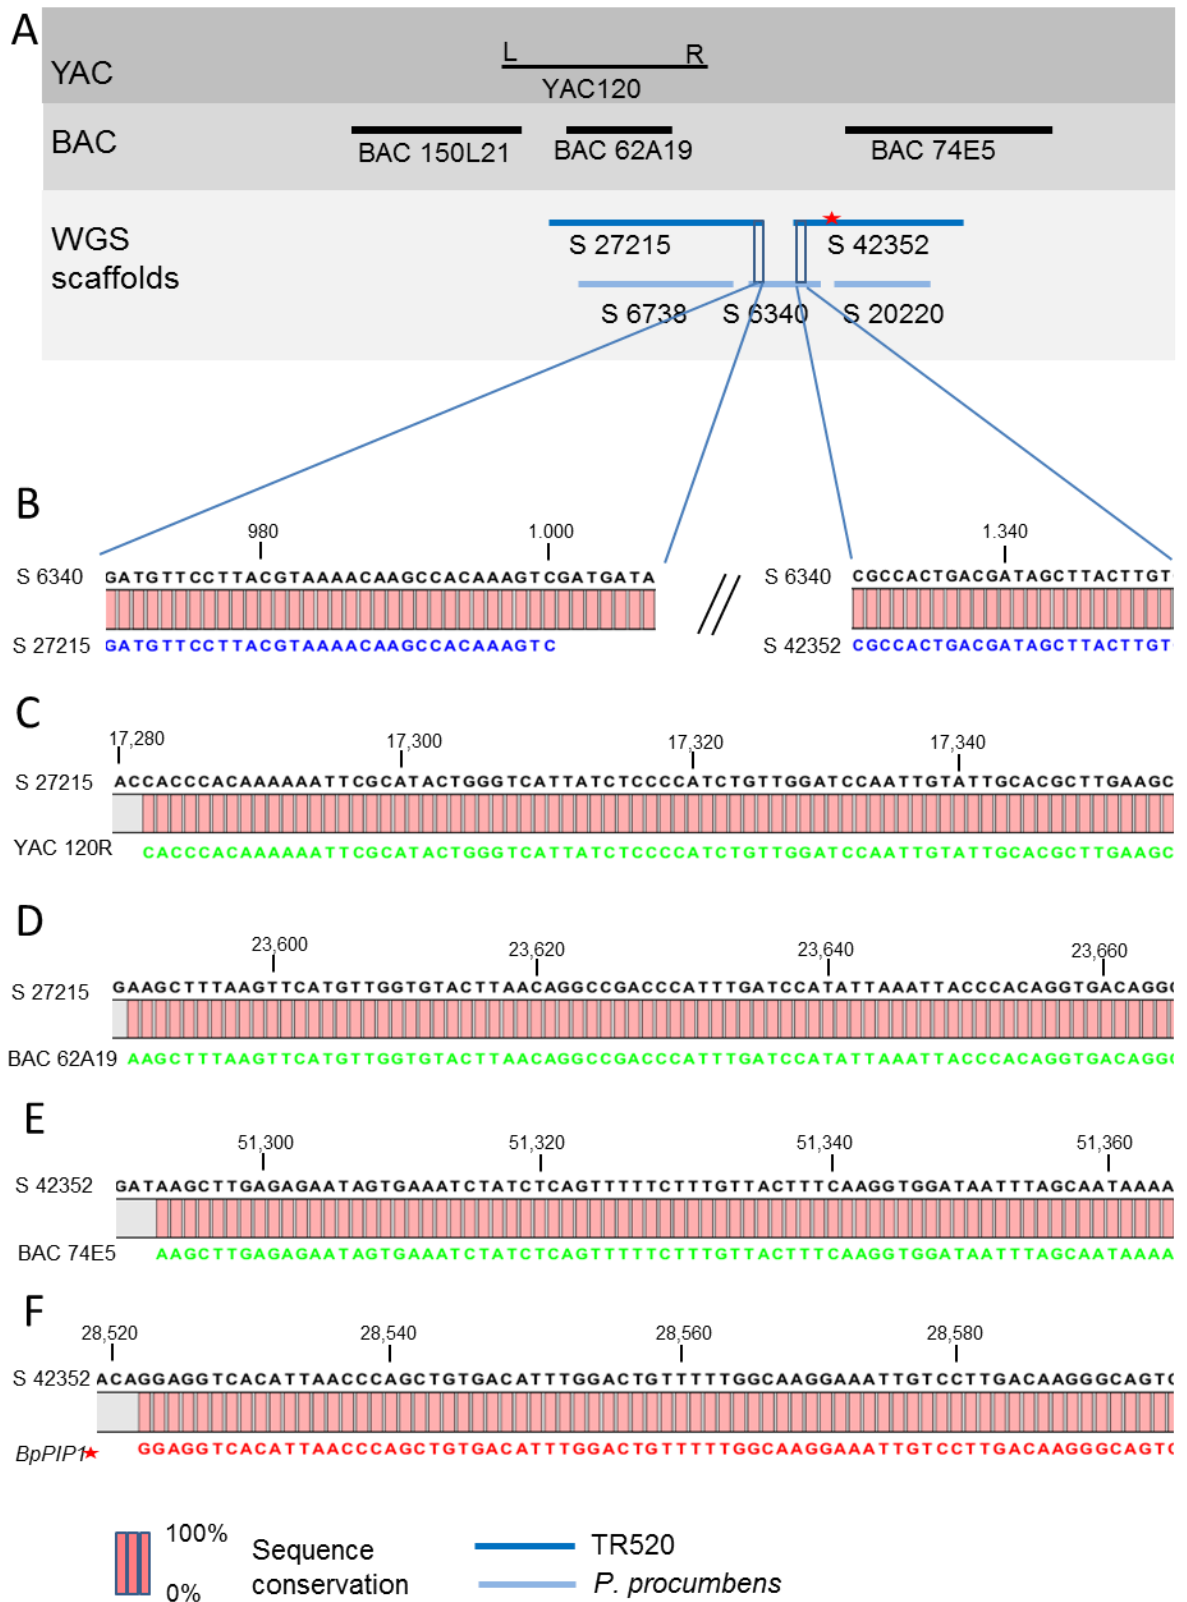 A
YAC
L R
YAC120
BAC
BAC 150L21 BAC 62A19 BAC 74E5
WGS
scaffolds
S 27215 S 42352
S 6738 S 6340 S 20220
B
980 1.000 1.340
S 6340 GATGTTCCTTACGTAAAACAAGCCACAAAGTCGATGATA S 6340 CGCCACTGACGATAGCTTACTTGT
S 27215 GATGTTCCTTACGTAAAACAAGCCACAAAGTC S 42352 CGCCACTGACGATAGCTTACTTGT
C
17,280 17,300 17,320 17,340
S 27215 ACCACCCACAAAAAATTCGCATACTGGGTCATTATCTCCCCATCTGTTGGATCCAATTGTATTGCACGCTTGAAGC
YAC 120R CACCCACAAAAAATTCGCATACTGGGTCATTATCTCCCCATCTGTTGGATCCAATTGTATTGCACGCTTGAAGC
D
23,600 23,620 23,640 23,660
S 27215 GAAGCTTTAAGTTCATGTTGGTGTACTTAACAGGCCGACCCATTTGATCCATATTAAATTACCCACAGGTGACAGGC
BAC 62A19 AAGCTTTAAGTTCATGTTGGTGTACTTAACAGGCCGACCCATTTGATCCATATTAAATTACCCACAGGTGACAGGC
E
51,300 51,320 51,340 51,360
S 42352 GATAAGCTTGAGAGAATAGTGAAATCTATCTCAGTTTTTCTTTGTTACTTTCAAGGTGGATAATTTAGCAATAAAA
BAC 74E5 AAGCTTGAGAGAATAGTGAAATCTATCTCAGTTTTTCTTTGTTACTTTCAAGGTGGATAATTTAGCAATAAAA
F
28,520 28,540 28,560 28,580
S 42352 ACAGGAGGTCACATTAACCCAGCTGTGACATTTGGACTGTTTTTGGCAAGGAAATTGTCCTTGACAAGGGCAGTC
BpPIP1 GGAGGTCACATTAACCCAGCTGTGACATTTGGACTGTTTTTGGCAAGGAAATTGTCCTTGACAAGGGCAGTC
100%
0%
Sequence
conservation
TR520
P. procumbens